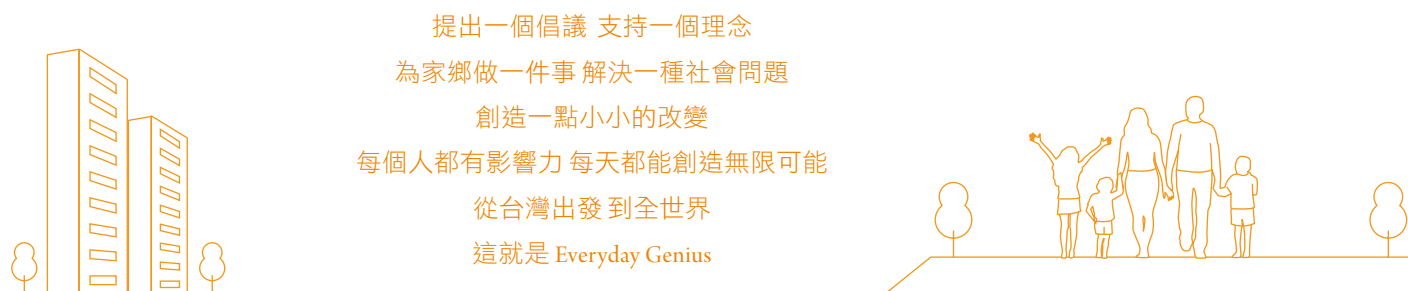 提出一個倡議 支持一個理念
為家鄉做一件事 解決一種社會問題
創造一點小小的改變
每個人都有影響力 每天都能創造無限可能
從台灣出發 到全世界
這就是 Everyday Genius